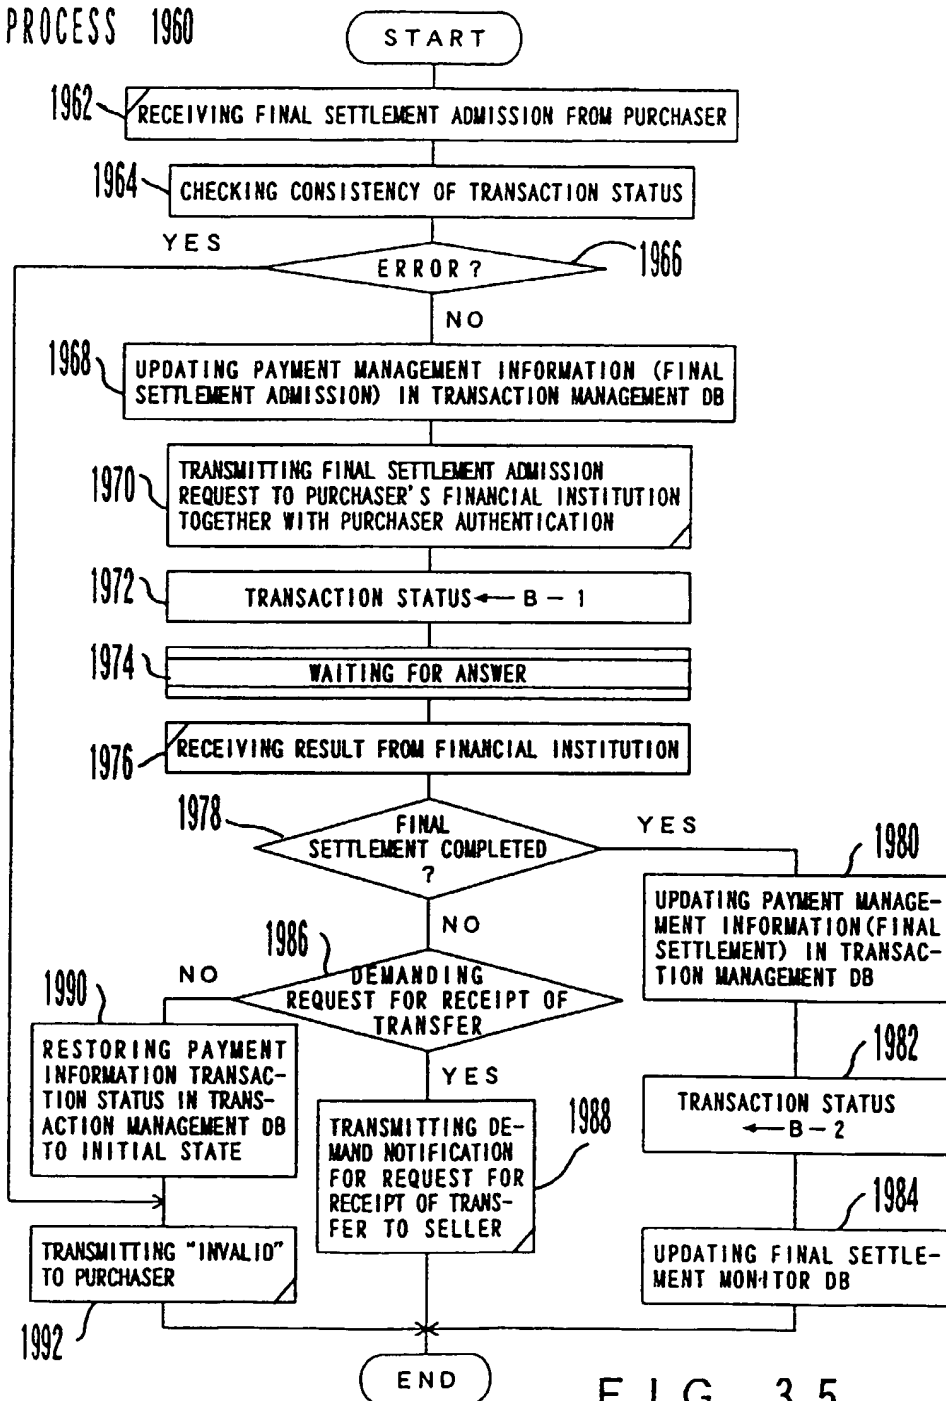 PROCESS 1960
START
1962
RECEIVING FINAL SETTLEMENT ADMISSION FROM PURCHASER
1964
CHECKING CONSISTENCY OF TRANSACTION STATUS
YES
ERROR?
1966
NO
1968
UPDATING PAYMENT MANAGEMENT INFORMATION (FINAL
SETTLEMENT ADMISSION) IN TRANSACTION MANAGEMENT DB
1970
TRANSMITTING FINAL SETTLEMENT ADMISSION
REQUEST TO PURCHASER'S FINANCIAL INSTITUTION
TOGETHER WITH PURCHASER AUTHENTICATION
1972
TRANSACTION STATUS ← B - 1
1974
WAITING FOR ANSWER
1976
RECEIVING RESULT FROM FINANCIAL INSTITUTION
1978
FINAL
SETTLEMENT COMPLETED
?
YES
1980
UPDATING PAYMENT MANAGE-
MENT INFORMATION(FINAL
SETTLEMENT) IN TRANSAC-
TION MANAGEMENT DB
NO
1986
DEMANDING
REQUEST FOR RECEIPT OF
TRANSFER
NO
1990
RESTORING PAYMENT
INFORMATION TRANSAC-
TION STATUS IN TRANS-
ACTION MANAGEMENT DB
TO INITIAL STATE
YES
1988
TRANSMITTING DE-
MAND NOTIFICATION
FOR REQUEST FOR
RECEIPT OF TRANS-
FER TO SELLER
1982
TRANSACTION STATUS
← B - 2
1984
UPDATING FINAL SETTLE-
MENT MONITOR DB
TRANSMITTING "INVALID"
TO PURCHASER
1992
END
FIG. 35